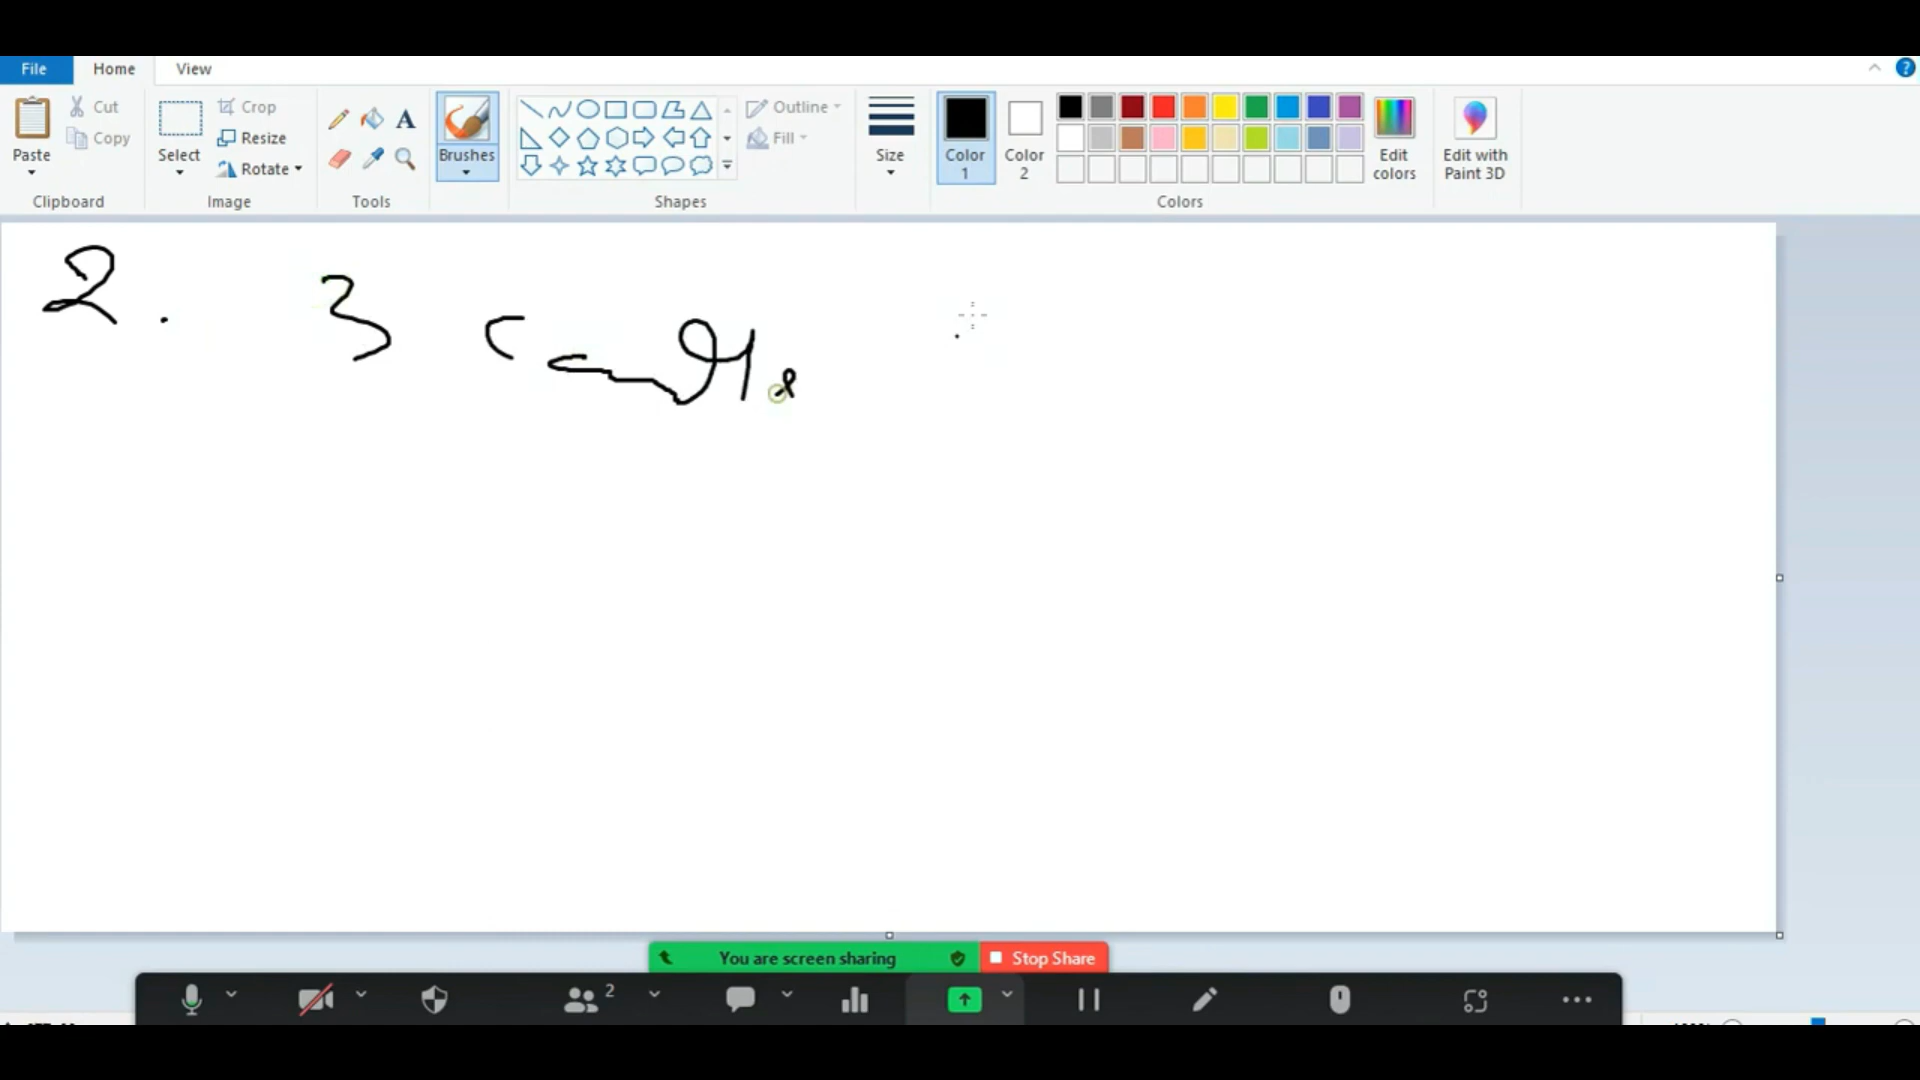 File Home View
Paste Cut Copy Select Crop Resize Rotate Brushes Outline Fill Size Color 1 Color 2 Edit colors Edit with Paint 3D
Clipboard Image Tools Shapes Colors
2. 3
You are screen sharing Stop Share
2